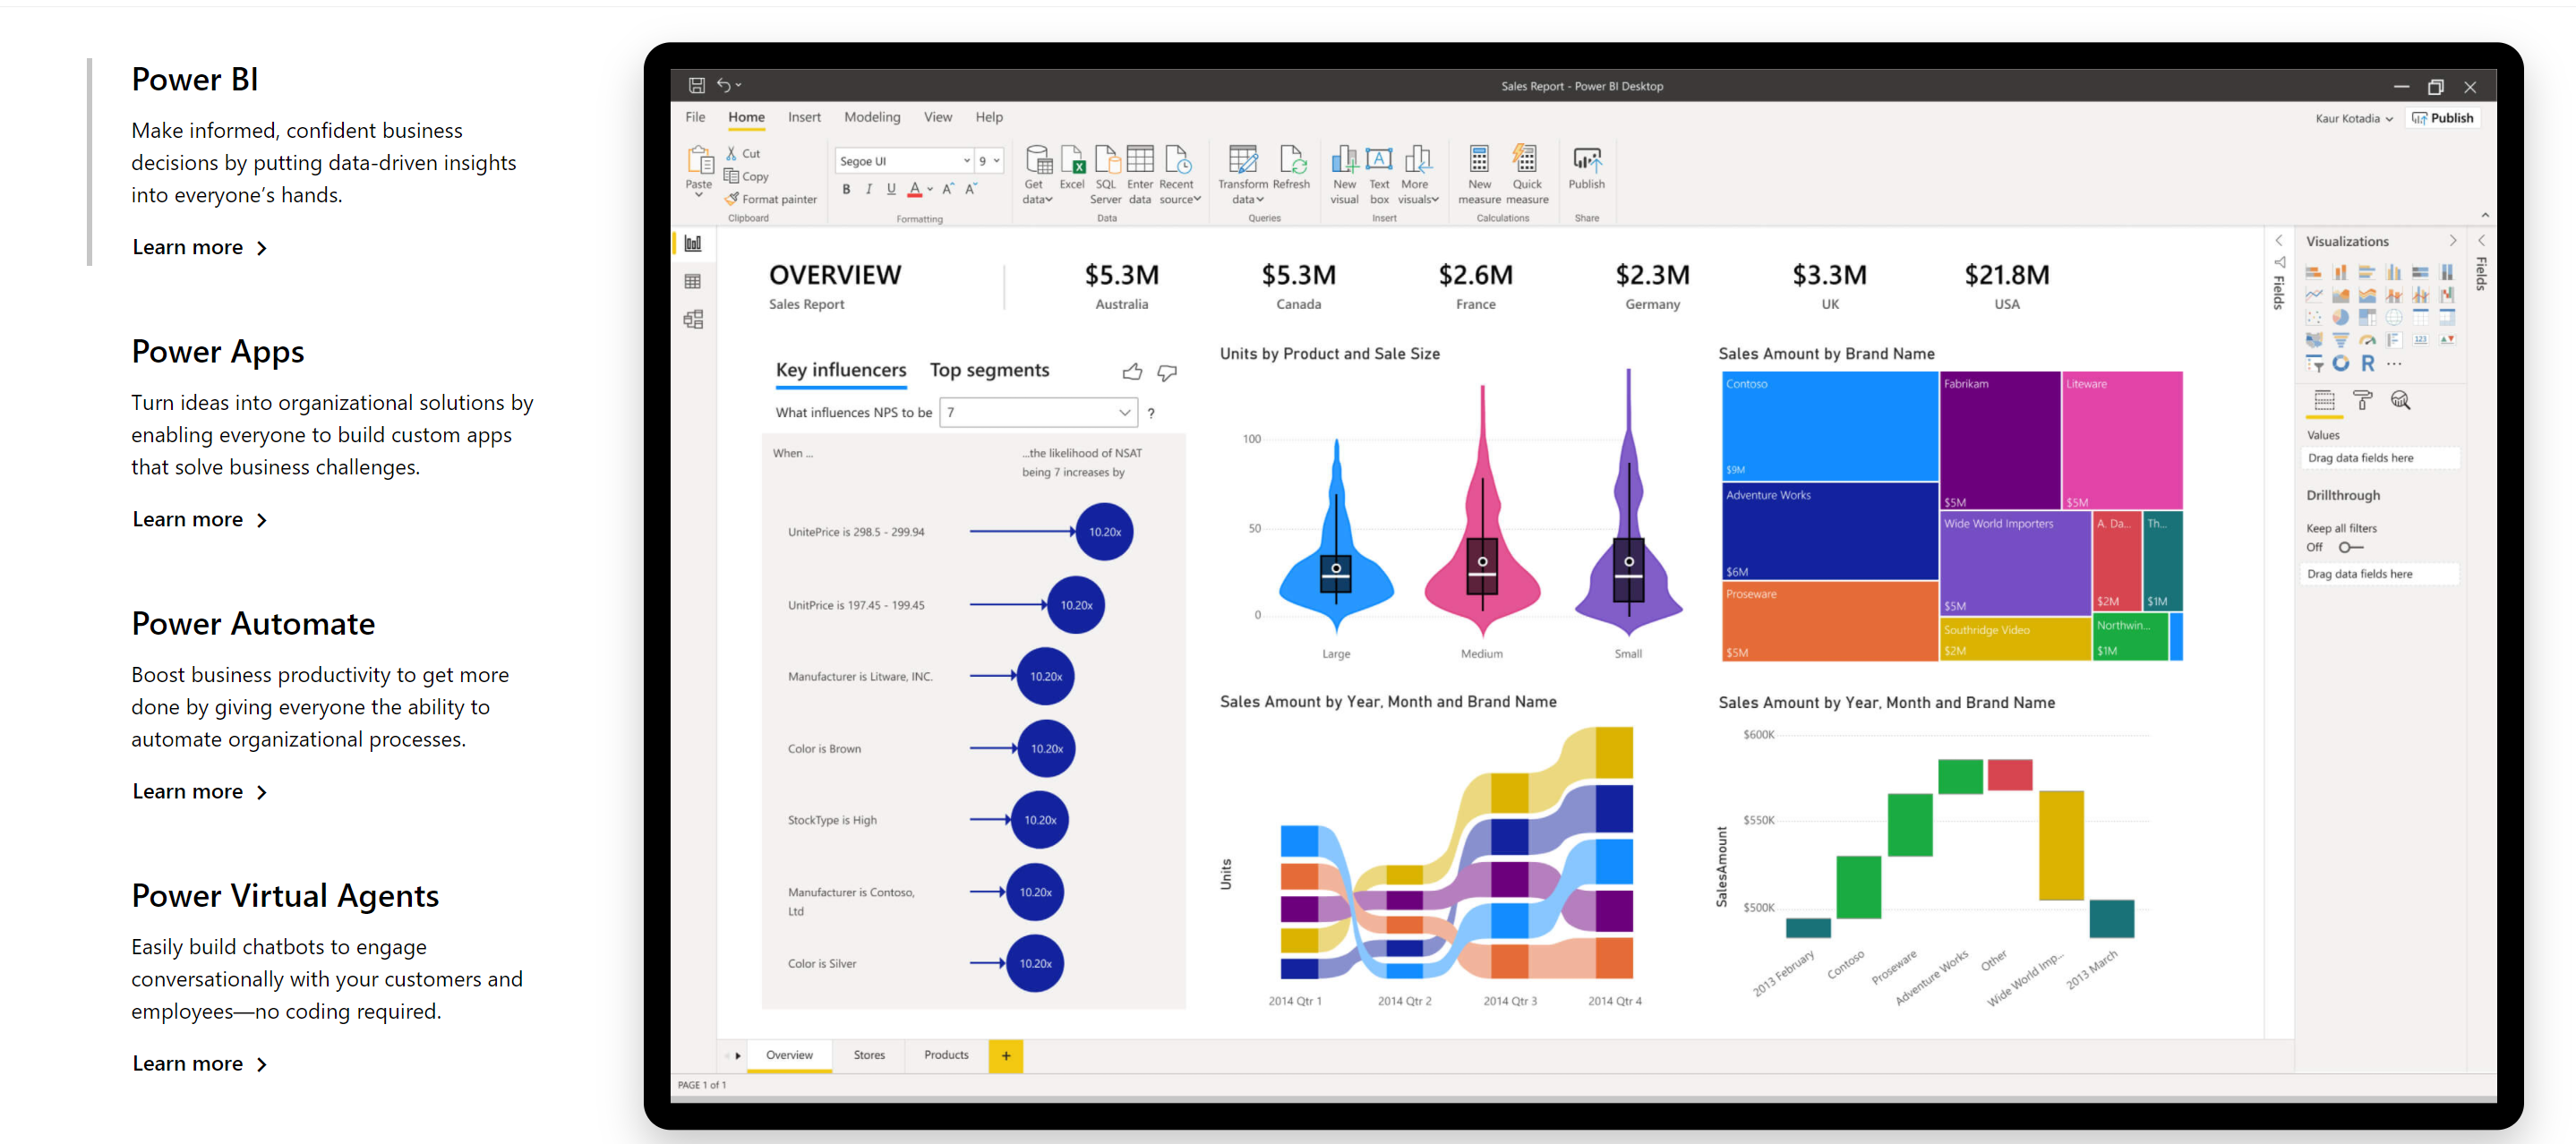 Power BI
Make informed, confident business
decisions by putting data-driven insights
into everyone’s hands.
Learn more
Power Apps
Turn ideas into organizational solutions by
enabling everyone to build custom apps
that solve business challenges.
Learn more
Power Automate
Boost business productivity to get more
done by giving everyone the ability to
automate organizational processes.
Learn more
Power Virtual Agents
Easily build chatbots to engage
conversationally with your customers and
employees—no coding required.
Learn more
Sales Report - Power BI Desktop
File Home Insert Modeling View Help
Kaur Kotadia Publish
Paste
Cut
Copy
Format painter
Clipboard
Segoe UI 9
B I U A A A
Formatting
Get data
Excel
SQL Server
Enter data
Recent source
Data
Transform data
Refresh
Queries
New visual
Text box
More visuals
Insert
New measure
Quick measure
Calculations
Publish
Share
OVERVIEW
Sales Report
$5.3M
Australia
$5.3M
Canada
$2.6M
France
$2.3M
Germany
$3.3M
UK
$21.8M
USA
Key influencers Top segments
What influences NPS to be 7 ?
When ...
...the likelihood of NSAT
being 7 increases by
UnitePrice is 298.5 - 299.94 10.20x
UnitPrice is 197.45 - 199.45 10.20x
Manufacturer is Litware, INC. 10.20x
Color is Brown 10.20x
StockType is High 10.20x
Manufacturer is Contoso,
Ltd
10.20x
Color is Silver 10.20x
Units by Product and Sale Size
100
50
0
Large Medium Small
Sales Amount by Brand Name
Contoso
$9M
Adventure Works
$6M
Proseware
$5M
Fabrikam
$5M
Liteware
$5M
Wide World Importers
$5M
Southridge Video
$2M
A. Da...
$2M
Th...
$1M
Northwin...
$1M
Sales Amount by Year, Month and Brand Name
Units
2014 Qtr 1 2014 Qtr 2 2014 Qtr 3 2014 Qtr 4
Sales Amount by Year, Month and Brand Name
SalesAmount
$600K
$550K
$500K
2013 February
Contoso
Proseware
Adventure Works
Other
Wide World Imp...
2013 March
Fields
Visualizations
123
R ...
Values
Drag data fields here
Drillthrough
Keep all filters
Off
Drag data fields here
Fields
Overview Stores Products +
PAGE 1 of 1